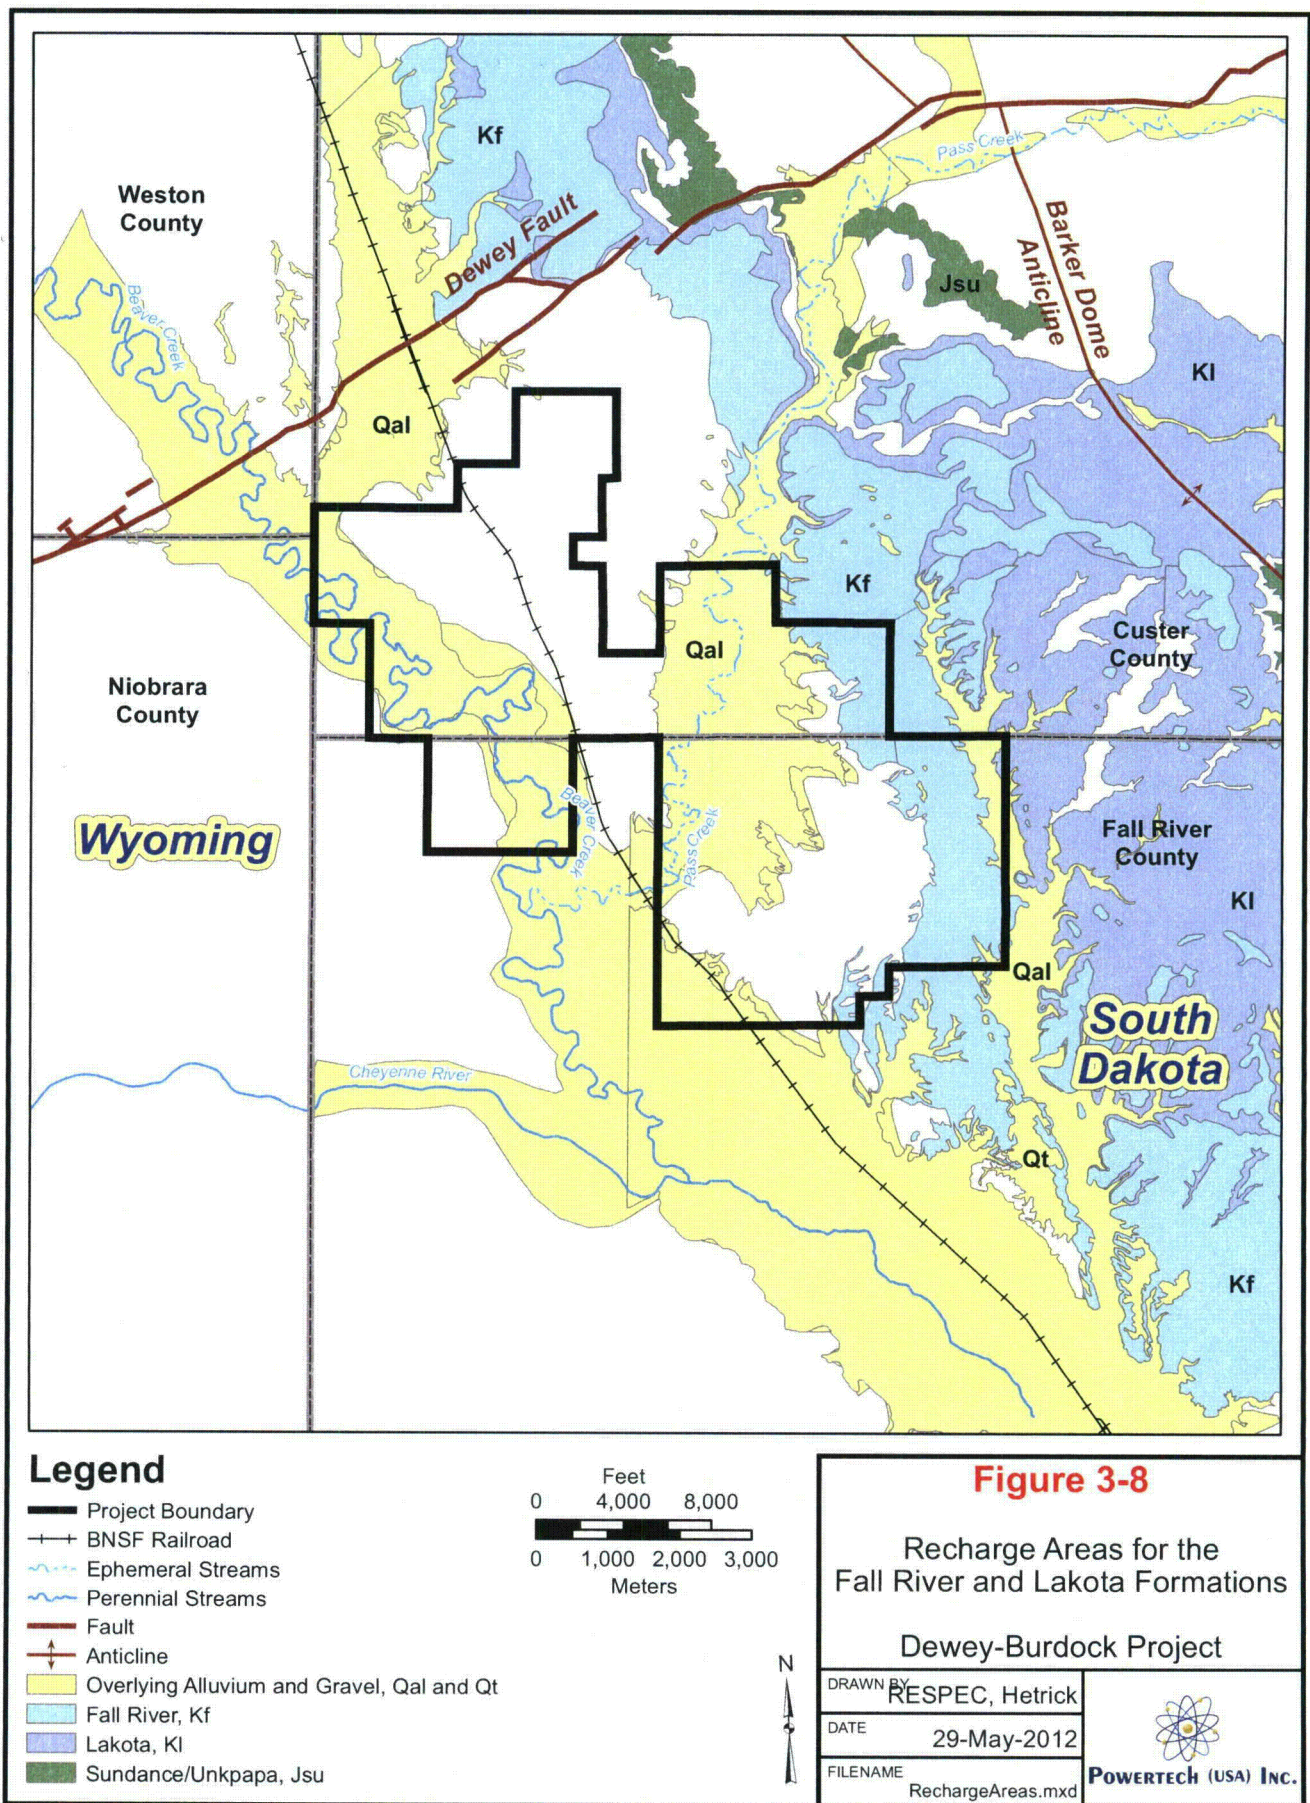 Kf
Weston
County
Pass Creek
Dewey Fault
Barker Dome
Anticline
Jsu
Beaver Creek
Kl
Qal
Kf
Custer
County
Qal
Niobrara
County
Beaver Creek
Pass Creek
Wyoming
Fall River
County
Kl
Qal
South
Dakota
Cheyenne River
Qt
Kf
Legend
Project Boundary
BNSF Railroad
Ephemeral Streams
Perennial Streams
Fault
Anticline
Overlying Alluvium and Gravel, Qal and Qt
Fall River, Kf
Lakota, Kl
Sundance/Unkpapa, Jsu
Feet
0 4,000 8,000
0 1,000 2,000 3,000
Meters
N
Figure 3-8
Recharge Areas for the
Fall River and Lakota Formations
Dewey-Burdock Project
DRAWN BY RESPEC, Hetrick
DATE 29-May-2012
FILENAME RechargeAreas.mxd
POWERTECH (USA) INC.